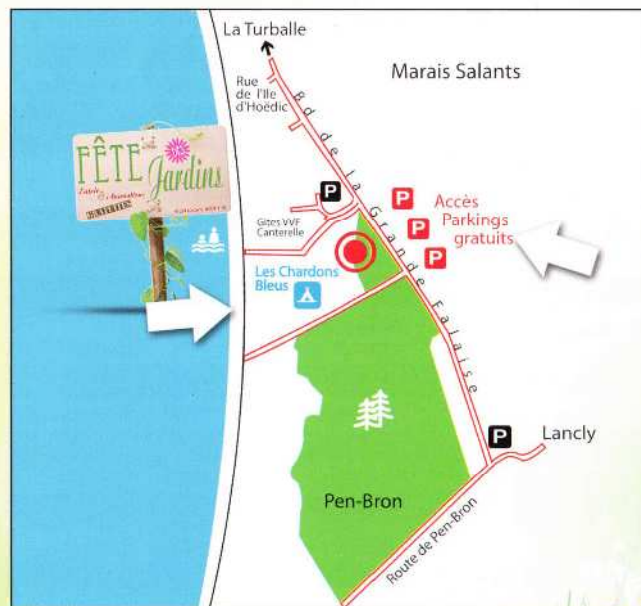 La Turballe
Marais Salants
Rue
de l'Ile
d'Hoëdic
Bd de La Grande Falaise
FÊTE
Jardins
P
Gîtes VVF
Canterelle
P
P
P
Accès
Parkings
gratuits
Les Chardons
Bleus
P
Lancly
Pen-Bron
Route de Pen-Bron